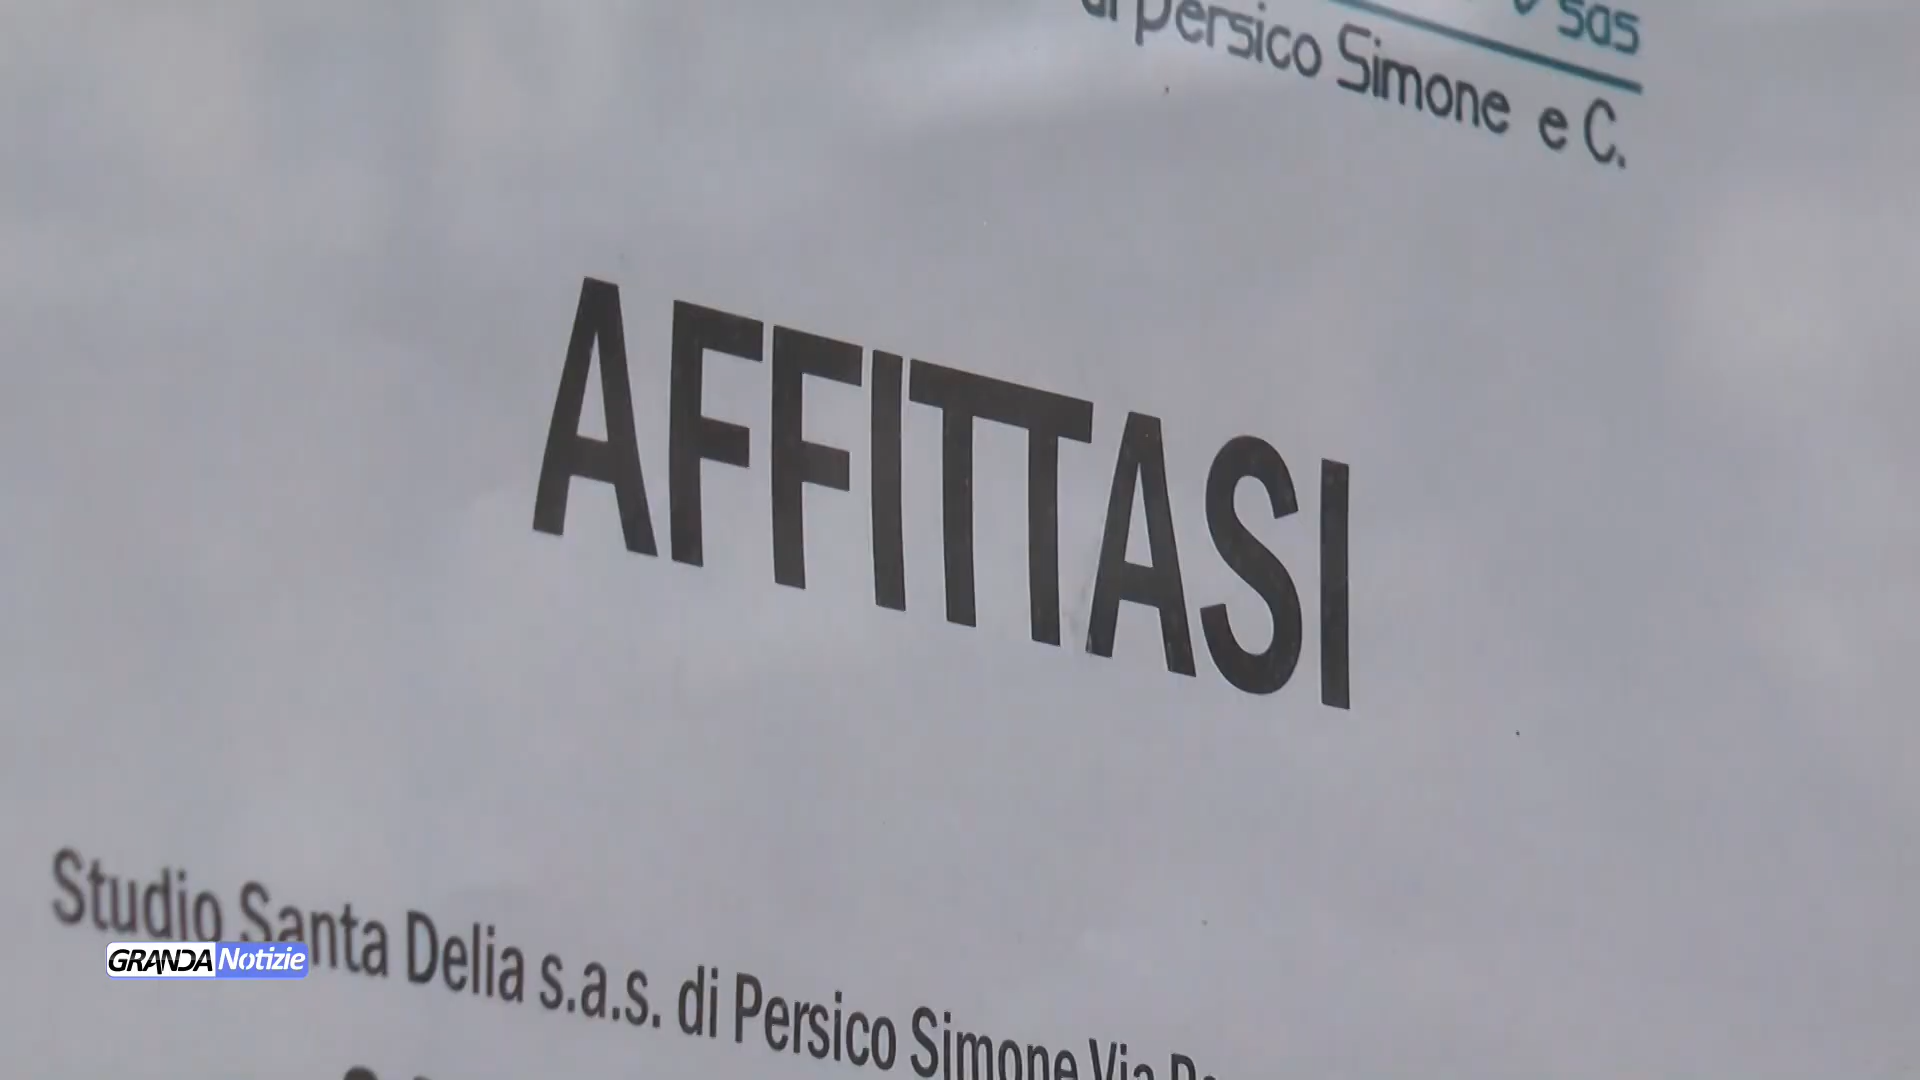 sas
di Persico Simone e C.
AFFITTASI
Studio Santa Delia s.a.s. di Persico Simone Via
GRANDA Notizie